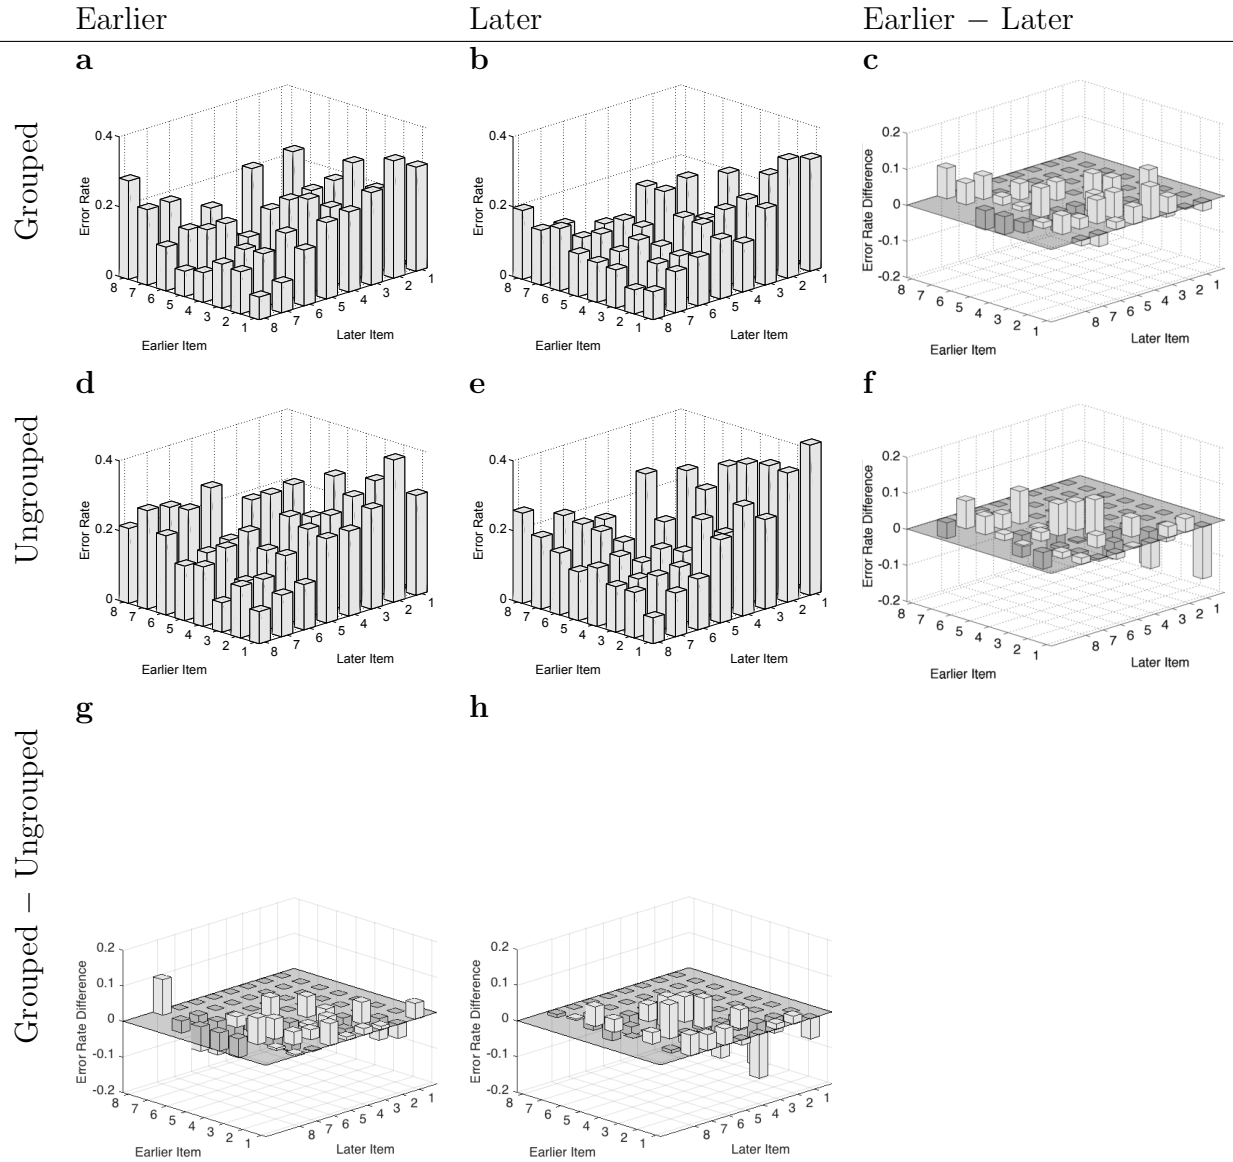 Earlier Later Earlier − Later
Grouped
a
0.4
0.2
0
Error Rate
8 7 6 5 4 3 2 1
Earlier Item
8 7 6 5 4 3 2 1
Later Item
b
0.4
0.2
0
Error Rate
8 7 6 5 4 3 2 1
Earlier Item
8 7 6 5 4 3 2 1
Later Item
c
0.2
0.1
0
-0.1
-0.2
Error Rate Difference
8 7 6 5 4 3 2 1
Earlier Item
8 7 6 5 4 3 2 1
Later Item
Ungrouped
d
0.4
0.2
0
Error Rate
8 7 6 5 4 3 2 1
Earlier Item
8 7 6 5 4 3 2 1
Later Item
e
0.4
0.2
0
Error Rate
8 7 6 5 4 3 2 1
Earlier Item
8 7 6 5 4 3 2 1
Later Item
f
0.2
0.1
0
-0.1
-0.2
Error Rate Difference
8 7 6 5 4 3 2 1
Earlier Item
8 7 6 5 4 3 2 1
Later Item
Grouped − Ungrouped
g
0.2
0.1
0
-0.1
-0.2
Error Rate Difference
8 7 6 5 4 3 2 1
Earlier Item
8 7 6 5 4 3 2 1
Later Item
h
0.2
0.1
0
-0.1
-0.2
Error Rate Difference
8 7 6 5 4 3 2 1
Earlier Item
8 7 6 5 4 3 2 1
Later Item